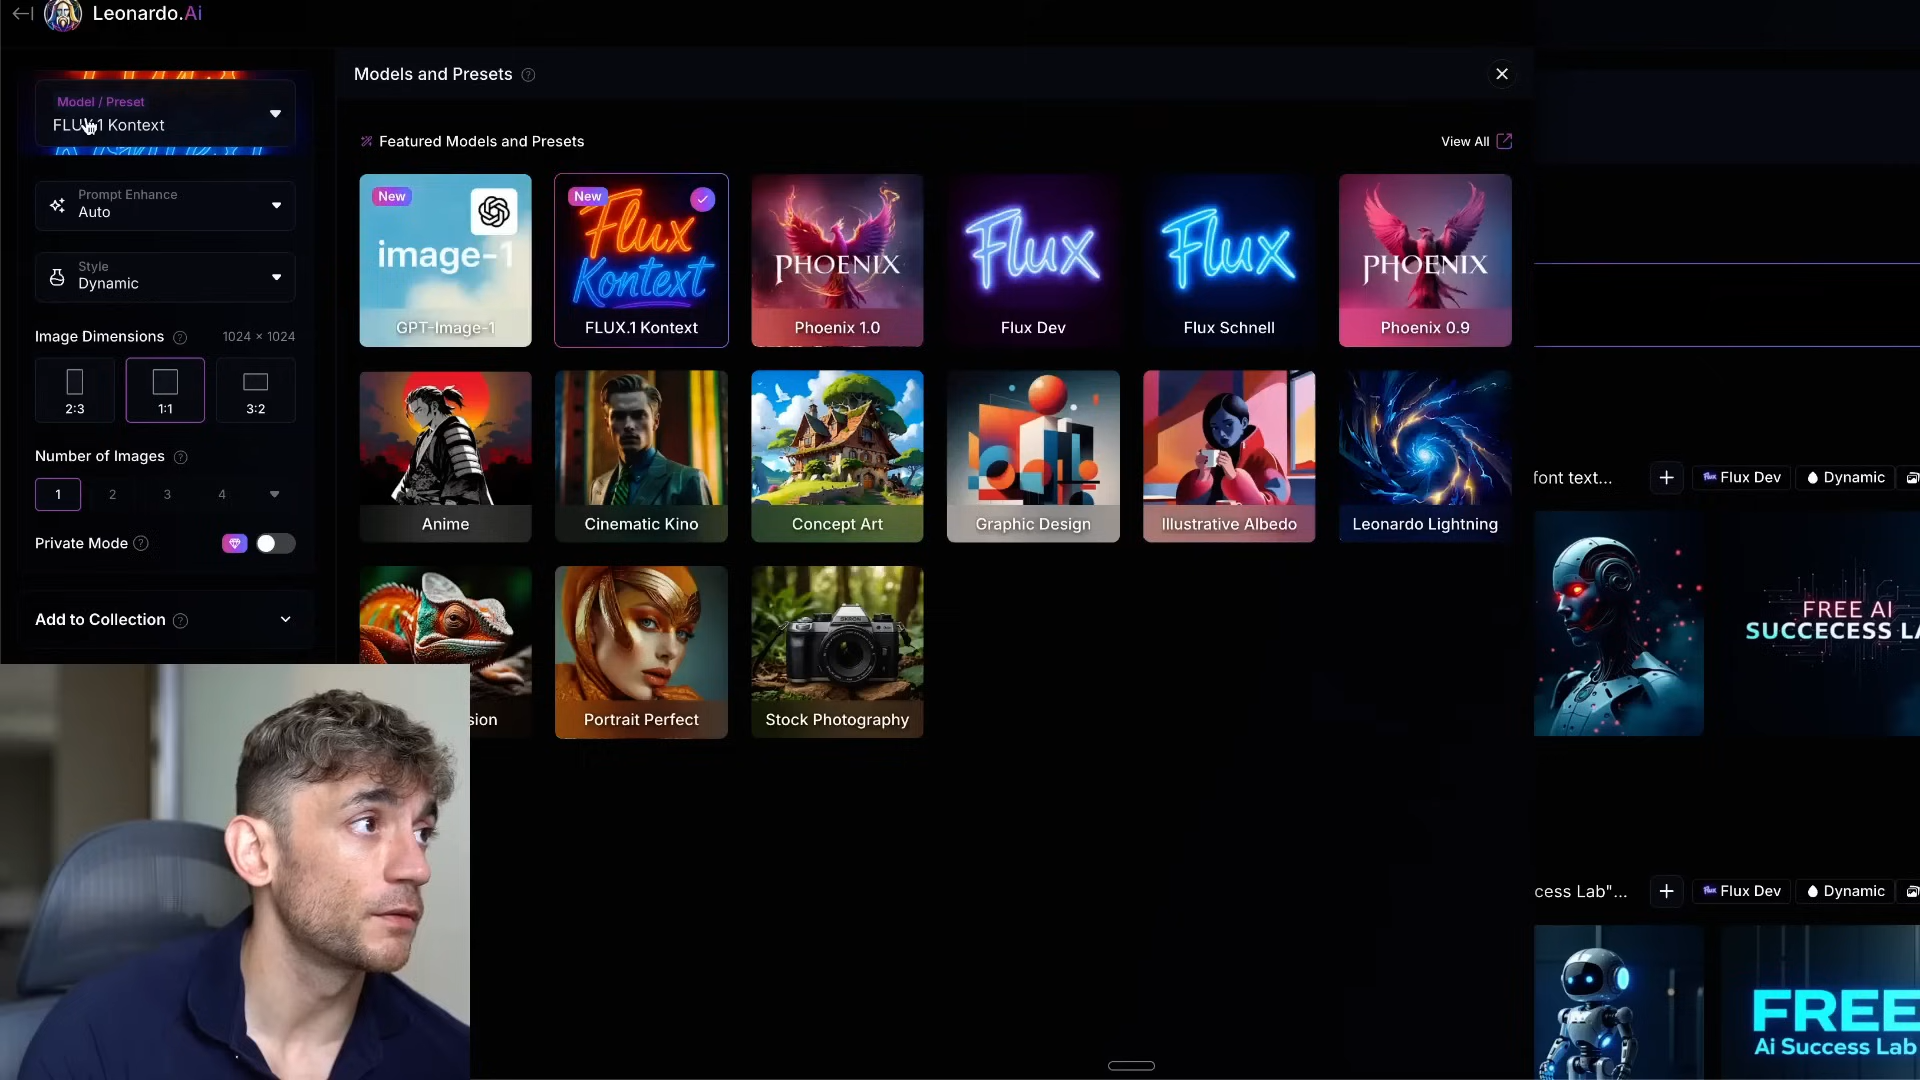 Leonardo.Ai
Models and Presets
Model / Preset
FLUX.1 Kontext
Featured Models and Presets
View All
Prompt Enhance
Auto
Style
Dynamic
Image Dimensions
1024 × 1024
2:3
1:1
3:2
Number of Images
1
2
3
4
Private Mode
Add to Collection
New
image-1
GPT-Image-1
New
Flux
Kontext
FLUX.1 Kontext
PHOENIX
Phoenix 1.0
Flux
Flux Dev
Flux
Flux Schnell
PHOENIX
Phoenix 0.9
Anime
Cinematic Kino
Concept Art
Graphic Design
Illustrative Albedo
Leonardo Lightning
sion
Portrait Perfect
Stock Photography
font text...
Flux Dev
Dynamic
FREE AI
SUCCECESS LA
cess Lab"...
Flux Dev
Dynamic
FREE
Ai Success Lab